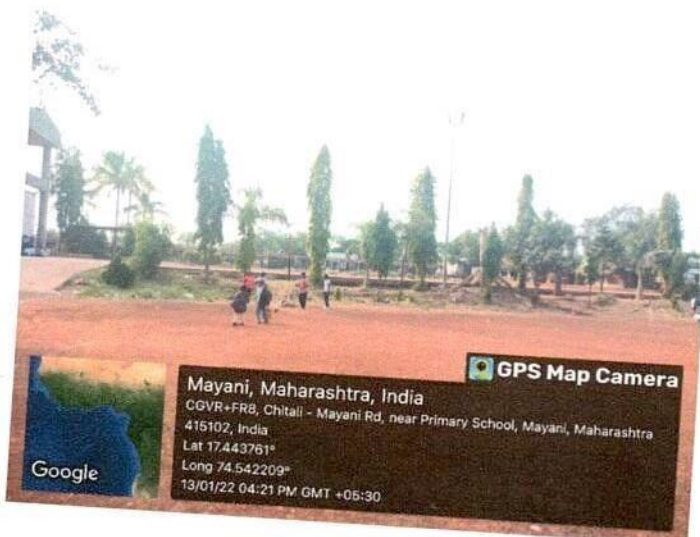 GPS Map Camera
Mayani, Maharashtra, India
CGVR+FR8, Chitali - Mayani Rd, near Primary School, Mayani, Maharashtra
415102, India
Lat 17.443761°
Long 74.542209°
13/01/22 04:21 PM GMT +05:30
Google